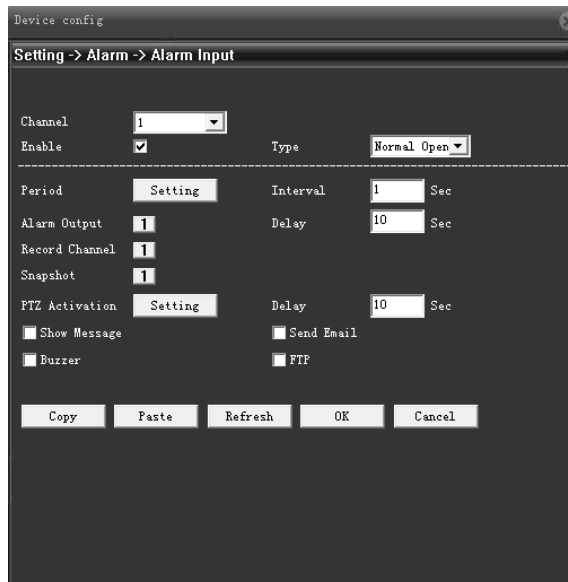 Device config
Setting -> Alarm -> Alarm Input
Channel 1
Enable Type Normal Open
Period Setting Interval 1 Sec
Alarm Output 1 Delay 10 Sec
Record Channel 1
Snapshot 1
PTZ Activation Setting Delay 10 Sec
Show Message Send Email
Buzzer FTP
Copy Paste Refresh OK Cancel